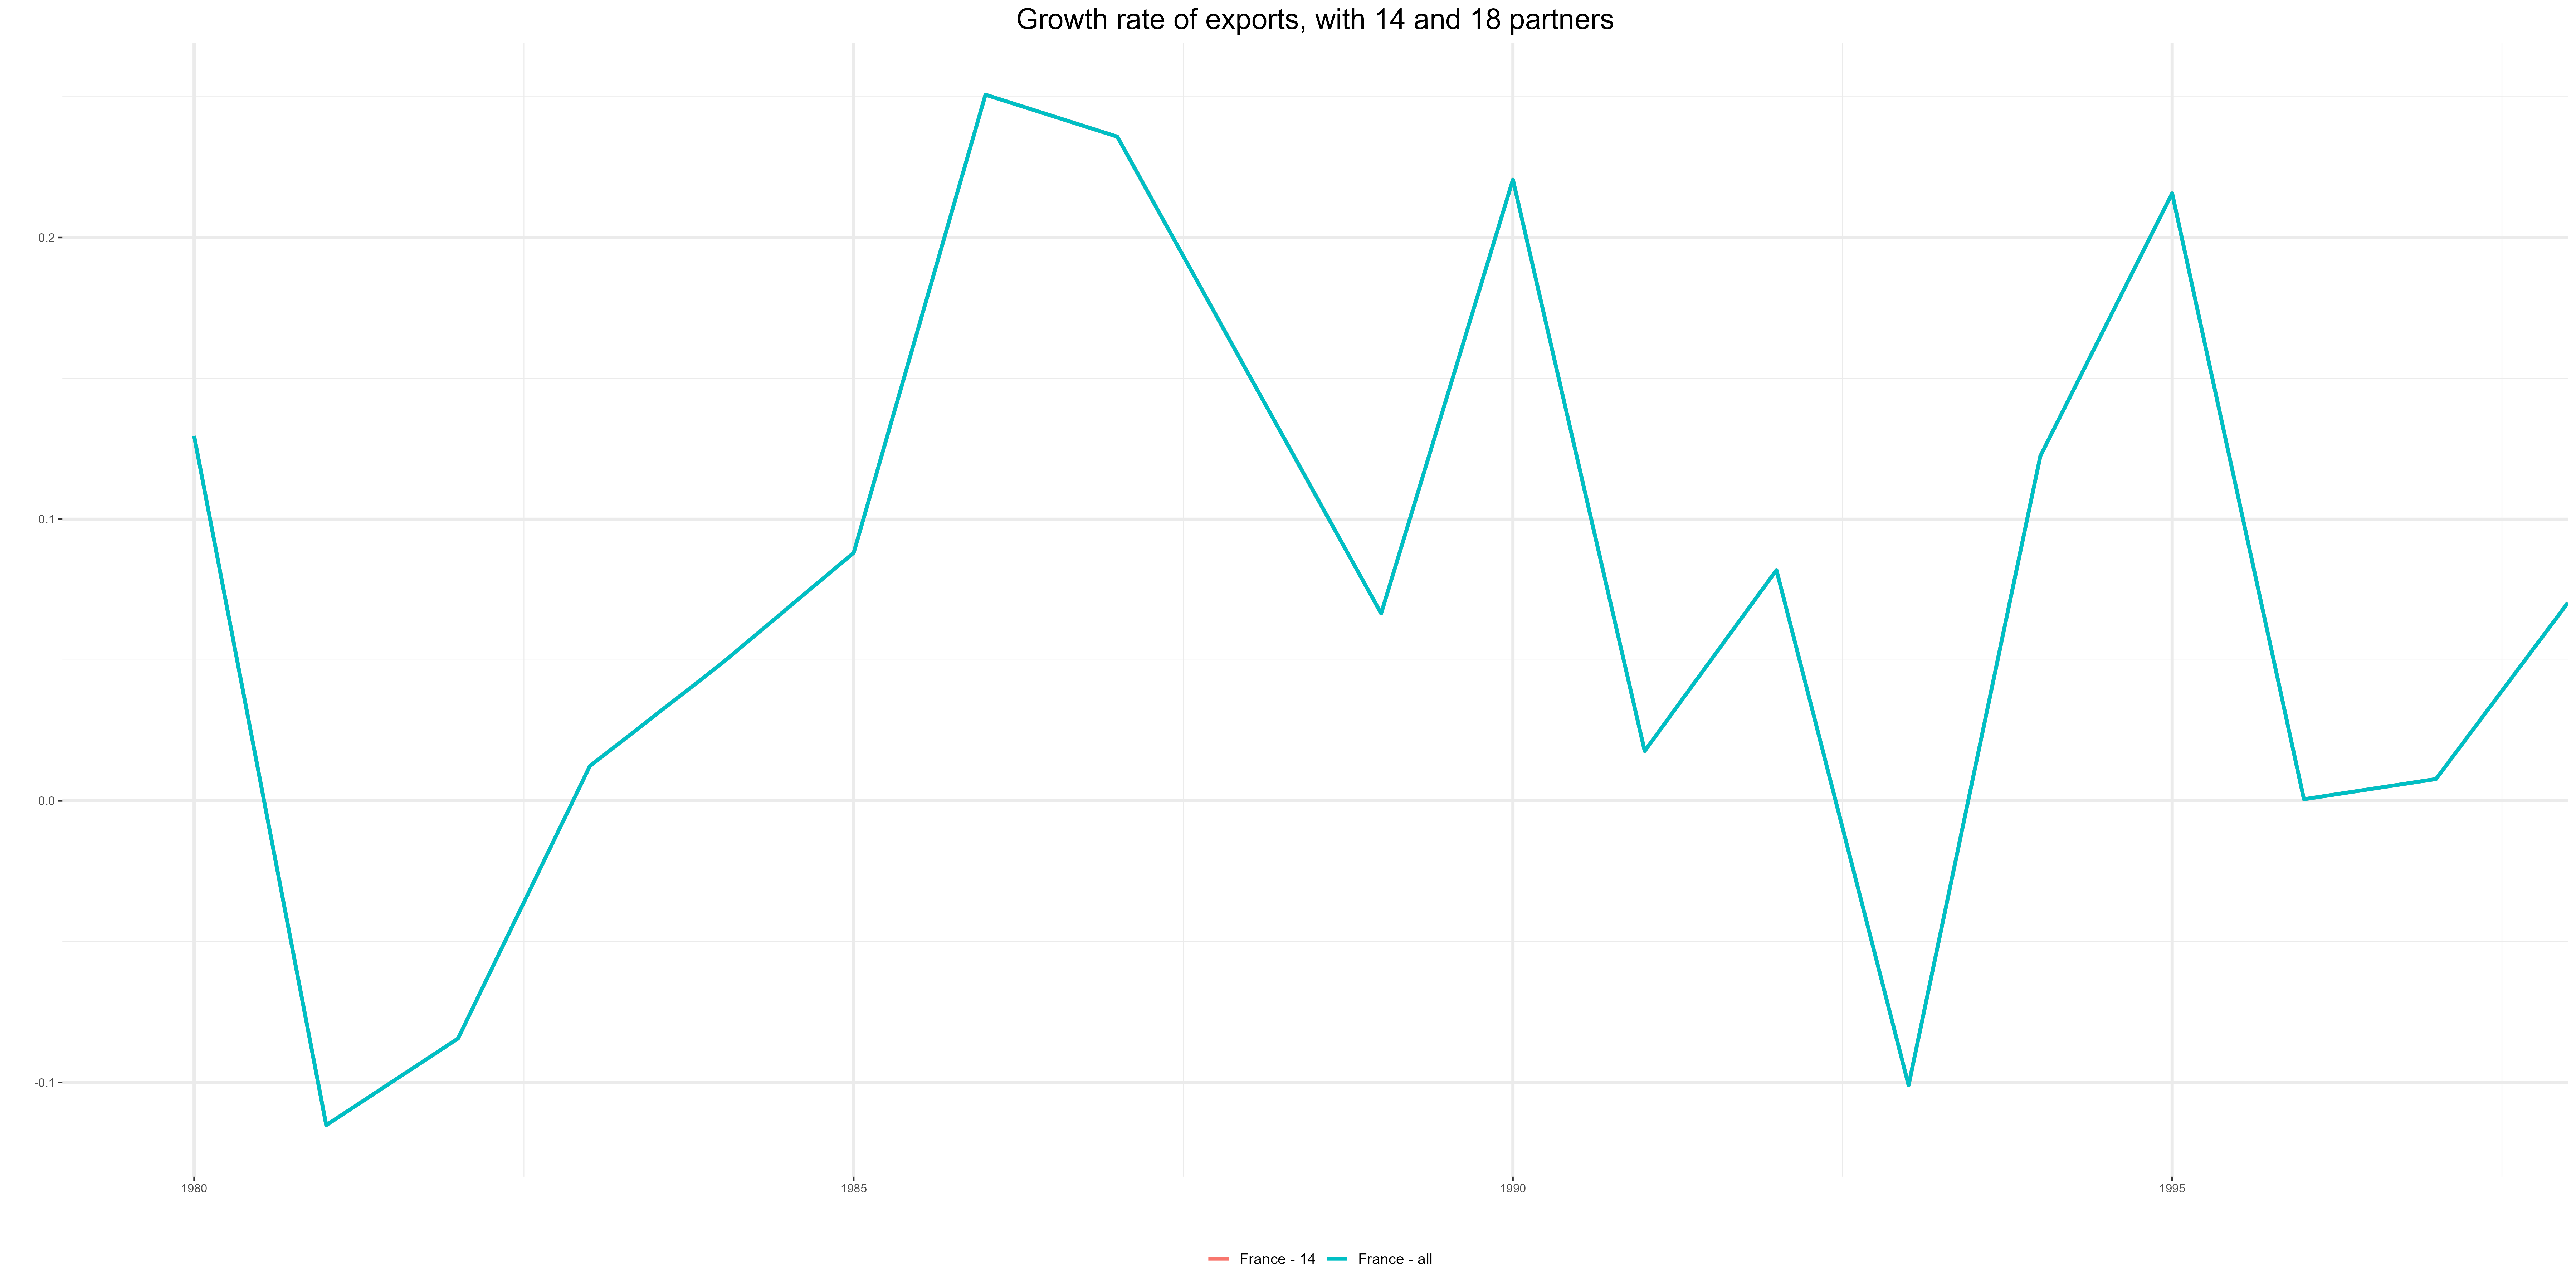 Growth rate of exports, with 14 and 18 partners
0.2
0.1
0.0
-0.1
1980 1985 1990 1995
France - 14 France - all